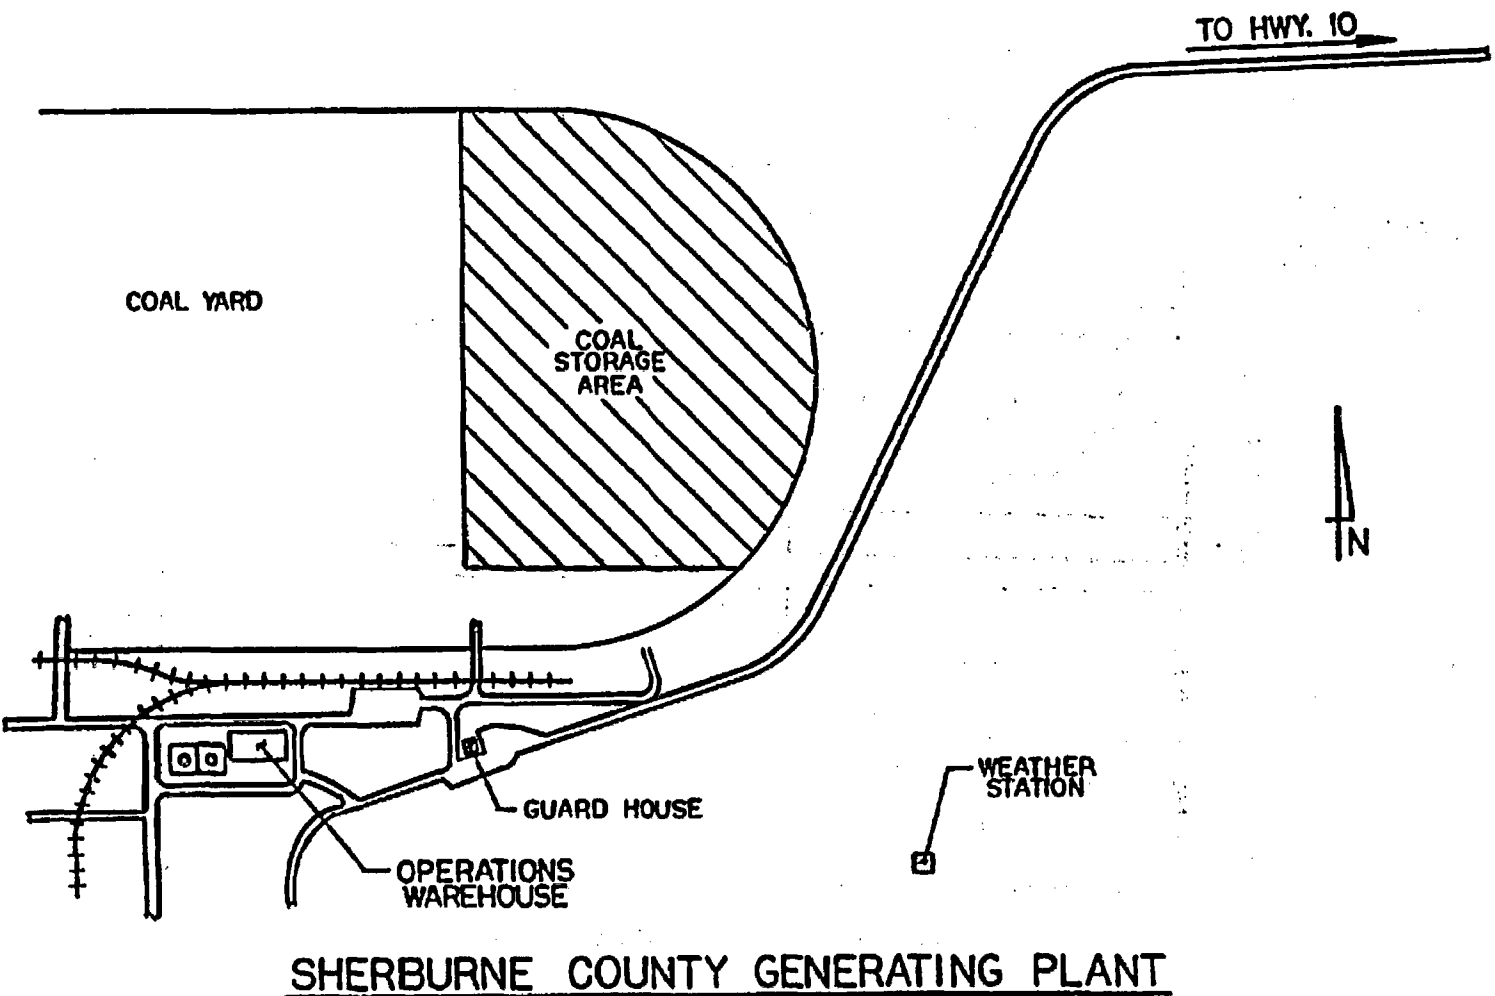 TO HWY. 10
COAL YARD
COAL
STORAGE
AREA
N
WEATHER
STATION
GUARD HOUSE
OPERATIONS
WAREHOUSE
SHERBURNE COUNTY GENERATING PLANT